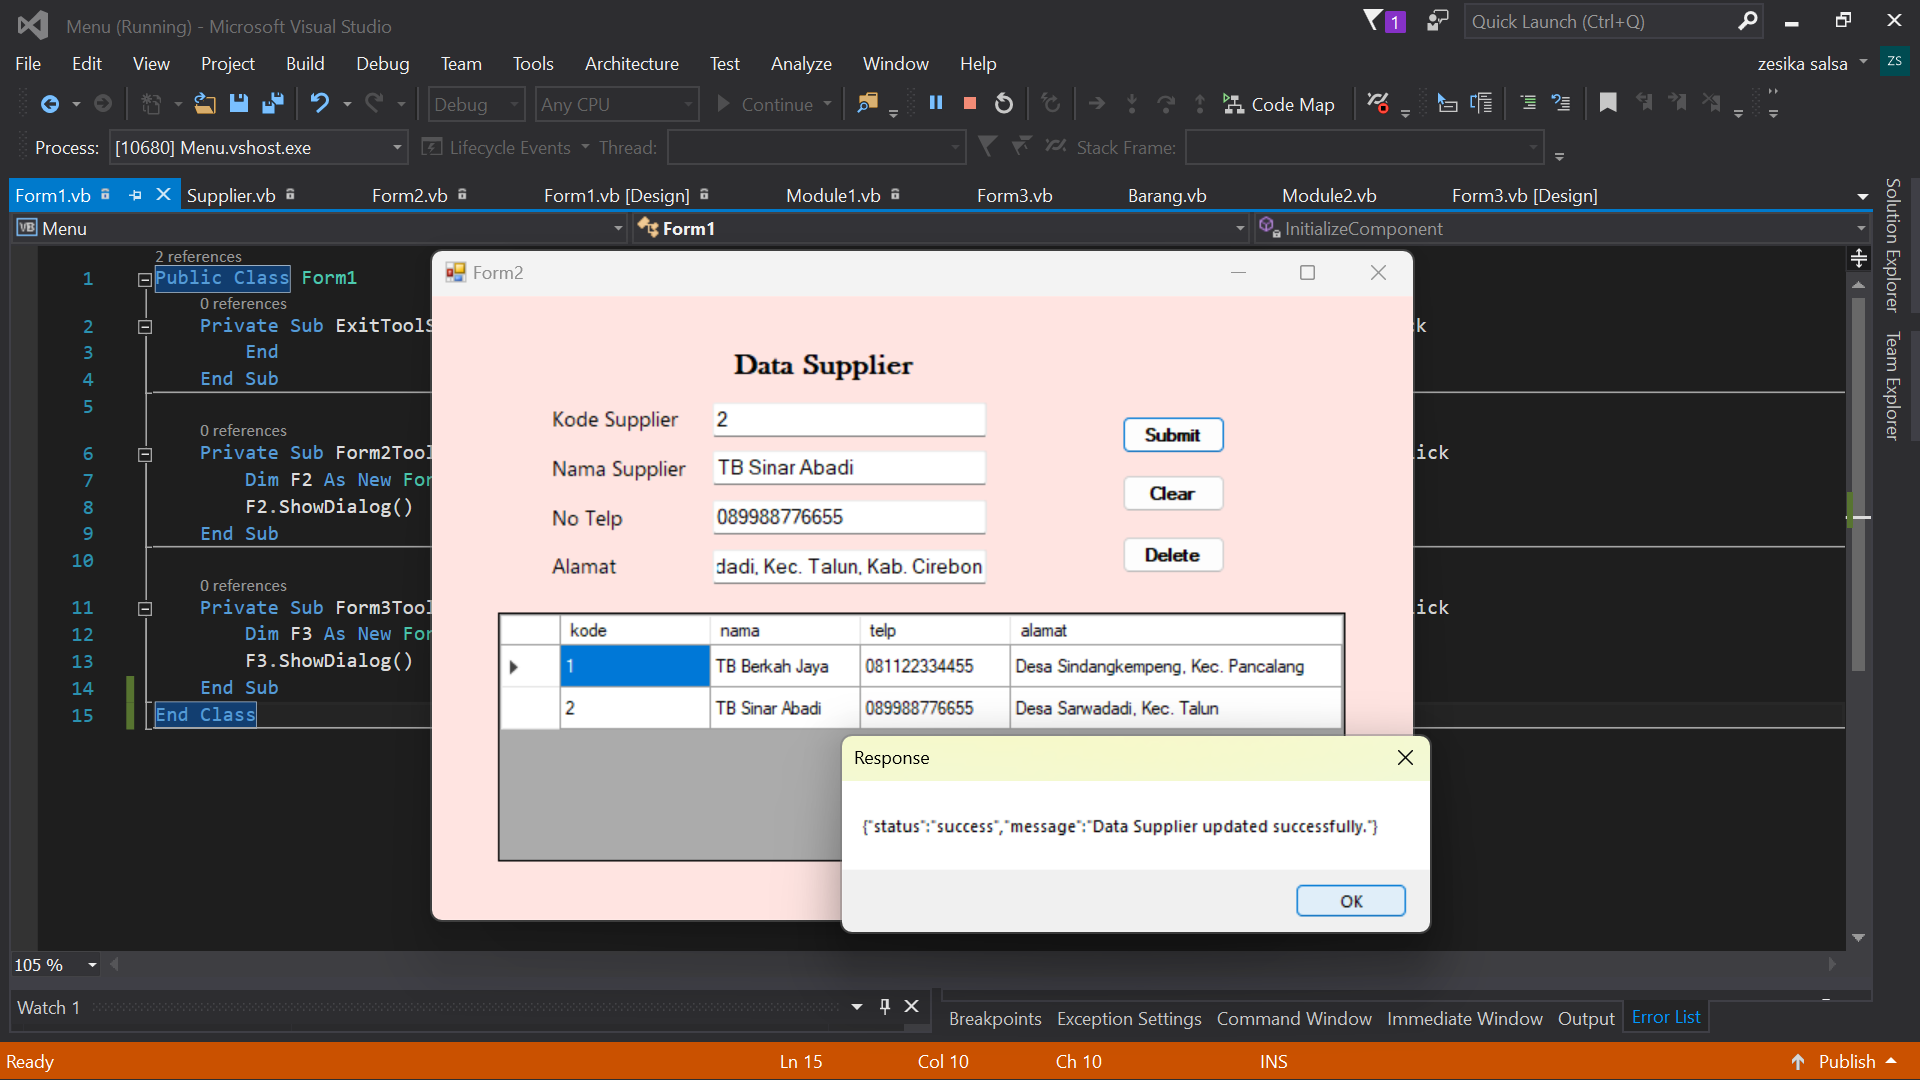 Menu (Running) - Microsoft Visual Studio
1
Quick Launch (Ctrl+Q)
File Edit View Project Build Debug Team Tools Architecture Test Analyze Window Help
zesika salsa
ZS
Debug Any CPU Continue Code Map
Process: [10680] Menu.vshost.exe Lifecycle Events Thread: Stack Frame:
Form1.vb Supplier.vb Form2.vb Form1.vb [Design] Module1.vb Form3.vb Barang.vb Module2.vb Form3.vb [Design]
VB Menu Form1 InitializeComponent
Solution Explorer
Team Explorer
2 references
1 Public Class Form1
0 references
2 Private Sub ExitToolS
ck
3 End
4 End Sub
5
0 references
6 Private Sub Form2Tool
ick
7 Dim F2 As New For
8 F2.ShowDialog()
9 End Sub
10
0 references
11 Private Sub Form3Tool
ick
12 Dim F3 As New For
13 F3.ShowDialog()
14 End Sub
15 End Class
Form2
Data Supplier
Kode Supplier 2
Nama Supplier TB Sinar Abadi
No Telp 089988776655
Alamat dadi, Kec. Talun, Kab. Cirebon
Submit
Clear
Delete
kode nama telp alamat
1 TB Berkah Jaya 081122334455 Desa Sindangkempeng, Kec. Pancalang
2 TB Sinar Abadi 089988776655 Desa Sarwadadi, Kec. Talun
Response
{"status":"success","message":"Data Supplier updated successfully."}
OK
105 %
Watch 1
Breakpoints Exception Settings Command Window Immediate Window Output Error List
Ready Ln 15 Col 10 Ch 10 INS Publish